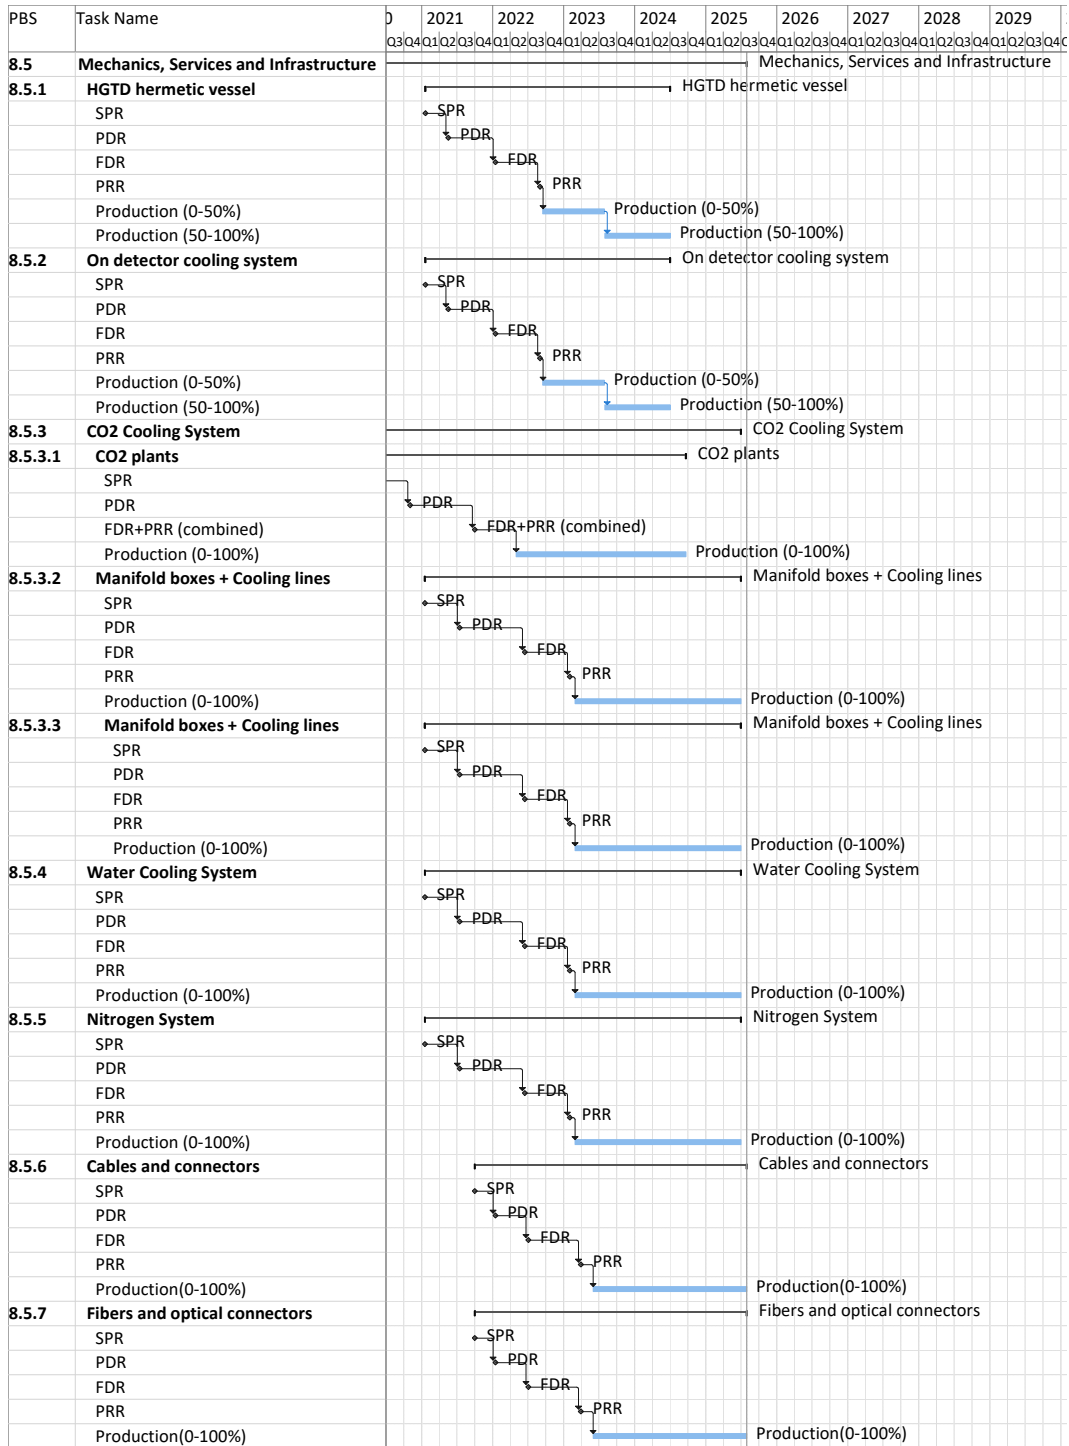 PBS Task Name 0 2021 2022 2023 2024 2025 2026 2027 2028 2029
Q3 Q4 Q1 Q2 Q3 Q4 Q1 Q2 Q3 Q4 Q1 Q2 Q3 Q4 Q1 Q2 Q3 Q4 Q1 Q2 Q3 Q4 Q1 Q2 Q3 Q4 Q1 Q2 Q3 Q4 Q1 Q2 Q3 Q4 Q1 Q2 Q3 Q4
8.5 Mechanics, Services and Infrastructure Mechanics, Services and Infrastructure
8.5.1 HGTD hermetic vessel HGTD hermetic vessel
SPR SPR
PDR PDR
FDR FDR
PRR PRR
Production (0-50%) Production (0-50%)
Production (50-100%) Production (50-100%)
8.5.2 On detector cooling system On detector cooling system
SPR SPR
PDR PDR
FDR FDR
PRR PRR
Production (0-50%) Production (0-50%)
Production (50-100%) Production (50-100%)
8.5.3 CO2 Cooling System CO2 Cooling System
8.5.3.1 CO2 plants CO2 plants
SPR
PDR PDR
FDR+PRR (combined) FDR+PRR (combined)
Production (0-100%) Production (0-100%)
8.5.3.2 Manifold boxes + Cooling lines Manifold boxes + Cooling lines
SPR SPR
PDR PDR
FDR FDR
PRR PRR
Production (0-100%) Production (0-100%)
8.5.3.3 Manifold boxes + Cooling lines Manifold boxes + Cooling lines
SPR SPR
PDR PDR
FDR FDR
PRR PRR
Production (0-100%) Production (0-100%)
8.5.4 Water Cooling System Water Cooling System
SPR SPR
PDR PDR
FDR FDR
PRR PRR
Production (0-100%) Production (0-100%)
8.5.5 Nitrogen System Nitrogen System
SPR SPR
PDR PDR
FDR FDR
PRR PRR
Production (0-100%) Production (0-100%)
8.5.6 Cables and connectors Cables and connectors
SPR SPR
PDR PDR
FDR FDR
PRR PRR
Production(0-100%) Production(0-100%)
8.5.7 Fibers and optical connectors Fibers and optical connectors
SPR SPR
PDR PDR
FDR FDR
PRR PRR
Production(0-100%) Production(0-100%)